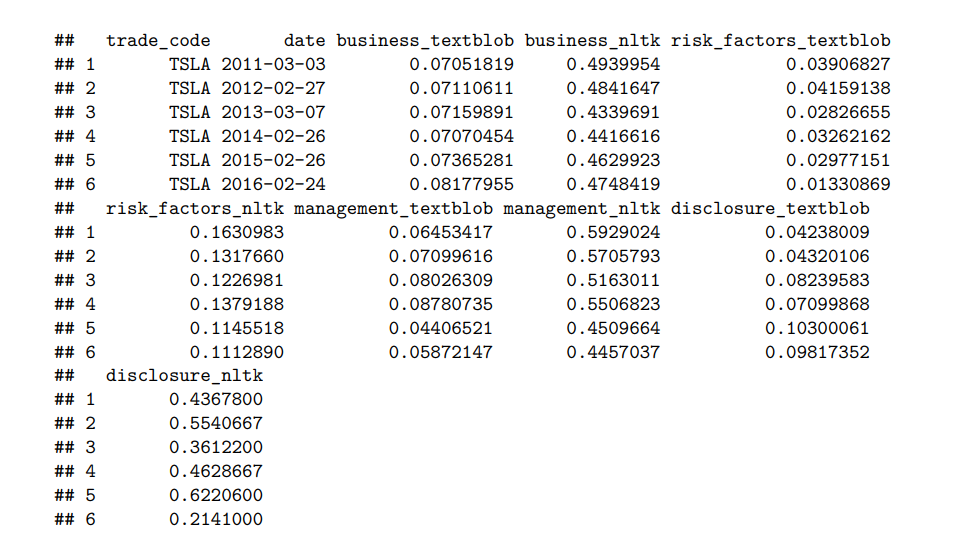 ##   trade_code       date business_textblob business_nltk risk_factors_textblob
## 1       TSLA 2011-03-03        0.07051819     0.4939954            0.03906827
## 2       TSLA 2012-02-27        0.07110611     0.4841647            0.04159138
## 3       TSLA 2013-03-07        0.07159891     0.4339691            0.02826655
## 4       TSLA 2014-02-26        0.07070454     0.4416616            0.03262162
## 5       TSLA 2015-02-26        0.07365281     0.4629923            0.02977151
## 6       TSLA 2016-02-24        0.08177955     0.4748419            0.01330869
##   risk_factors_nltk management_textblob management_nltk disclosure_textblob
## 1         0.1630983          0.06453417       0.5929024          0.04238009
## 2         0.1317660          0.07099616       0.5705793          0.04320106
## 3         0.1226981          0.08026309       0.5163011          0.08239583
## 4         0.1379188          0.08780735       0.5506823          0.07099868
## 5         0.1145518          0.04406521       0.4509664          0.10300061
## 6         0.1112890          0.05872147       0.4457037          0.09817352
##   disclosure_nltk
## 1       0.4367800
## 2       0.5540667
## 3       0.3612200
## 4       0.4628667
## 5       0.6220600
## 6       0.2141000